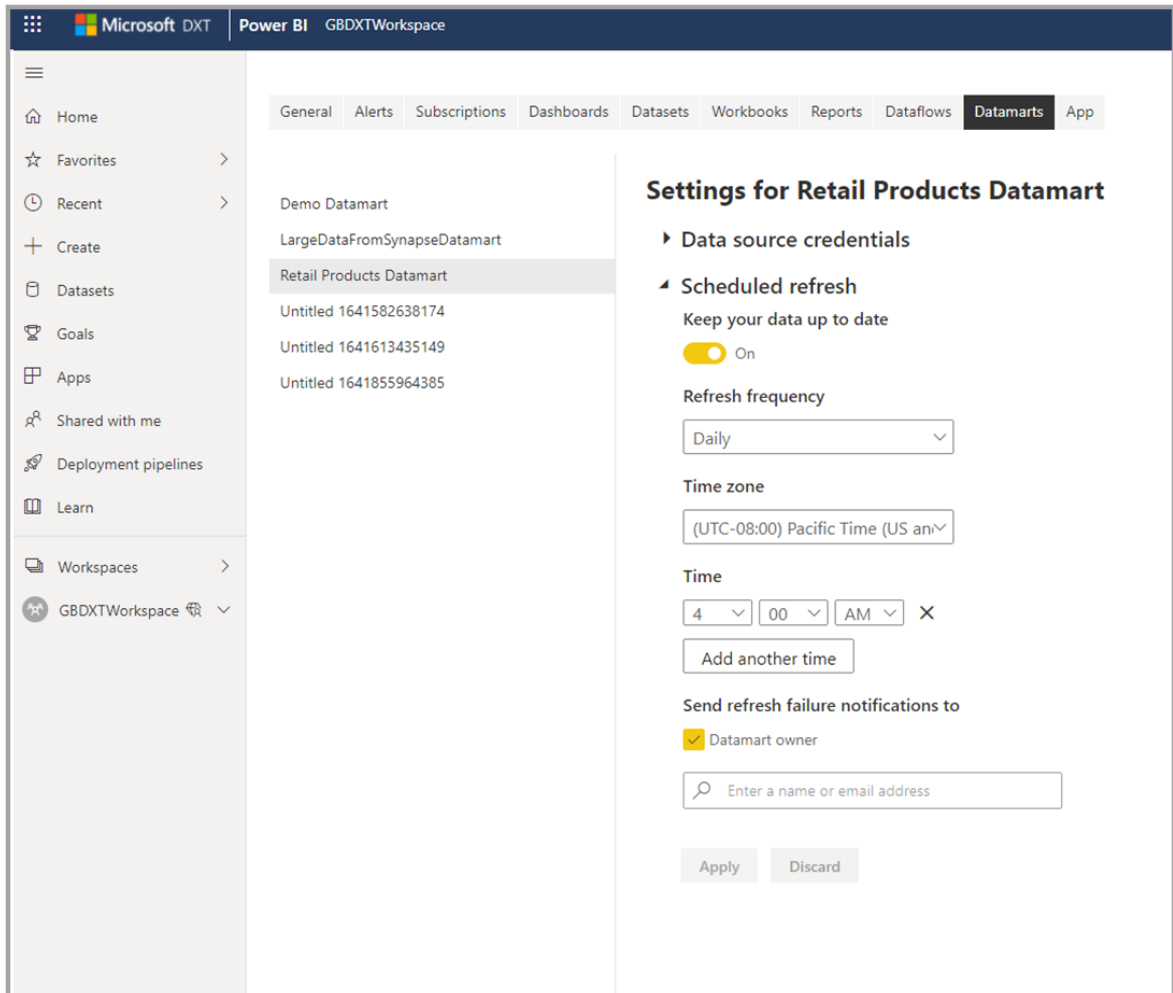 Microsoft DXT Power BI GBDXTWorkspace
Home
Favorites
Recent
Create
Datasets
Goals
Apps
Shared with me
Deployment pipelines
Learn
Workspaces
GBDXTWorkspace
General Alerts Subscriptions Dashboards Datasets Workbooks Reports Dataflows Datamarts App
Demo Datamart
LargeDataFromSynapseDatamart
Retail Products Datamart
Untitled 1641582638174
Untitled 1641613435149
Untitled 1641855964385
Settings for Retail Products Datamart
Data source credentials
Scheduled refresh
Keep your data up to date
On
Refresh frequency
Daily
Time zone
(UTC-08:00) Pacific Time (US an
Time
4 00 AM
Add another time
Send refresh failure notifications to
Datamart owner
Enter a name or email address
Apply Discard